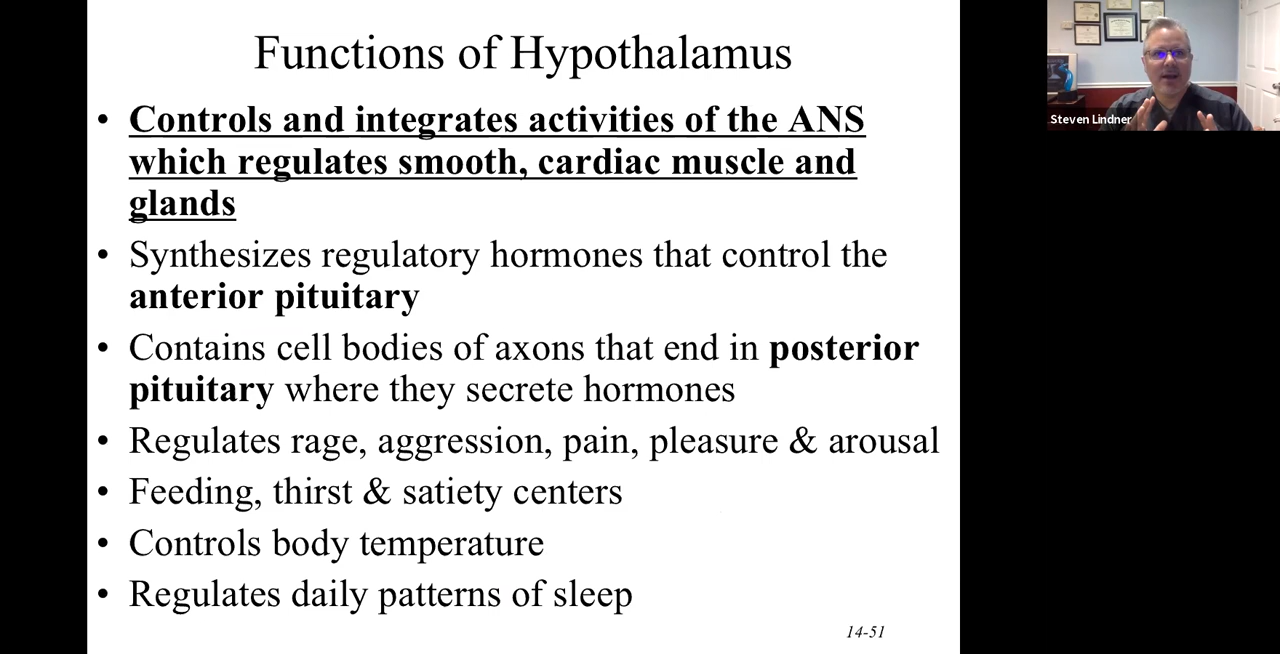 Functions of Hypothalamus
• Controls and integrates activities of the ANS
which regulates smooth, cardiac muscle and
glands
• Synthesizes regulatory hormones that control the
anterior pituitary
• Contains cell bodies of axons that end in posterior
pituitary where they secrete hormones
• Regulates rage, aggression, pain, pleasure & arousal
• Feeding, thirst & satiety centers
• Controls body temperature
• Regulates daily patterns of sleep
14-51
Steven Lindner